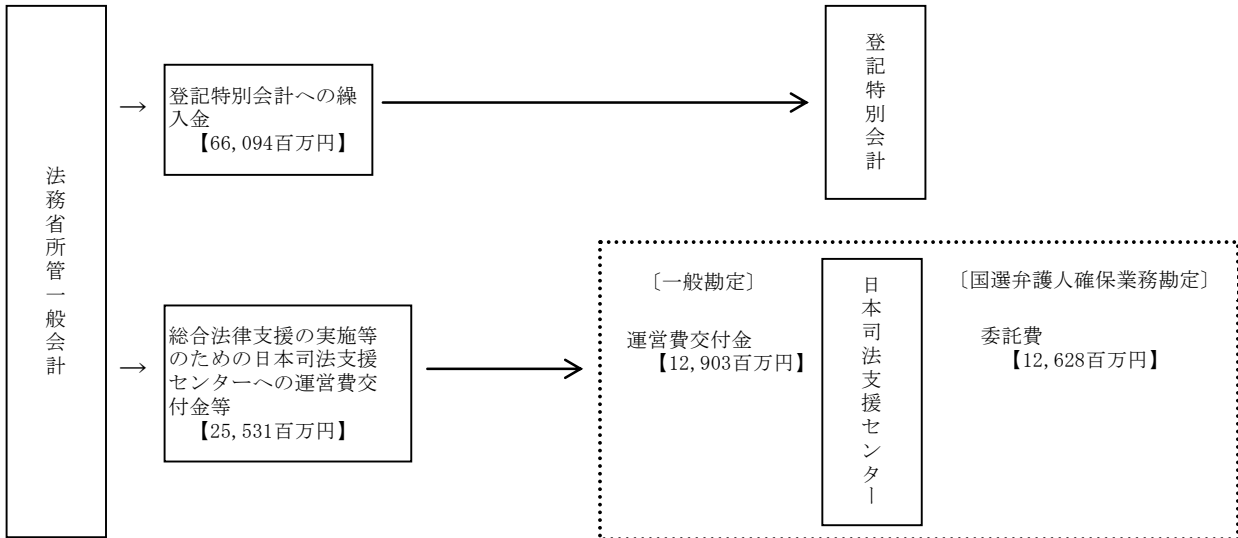 法務省所管一般会計
→
登記特別会計への繰
入金
【66,094百万円】
登記特別会計
→
総合法律支援の実施等
のための日本司法支援
センターへの運営費交
付金等
【25,531百万円】
〔一般勘定〕
運営費交付金
【12,903百万円】
日本司法支援センター
〔国選弁護人確保業務勘定〕
委託費
【12,628百万円】